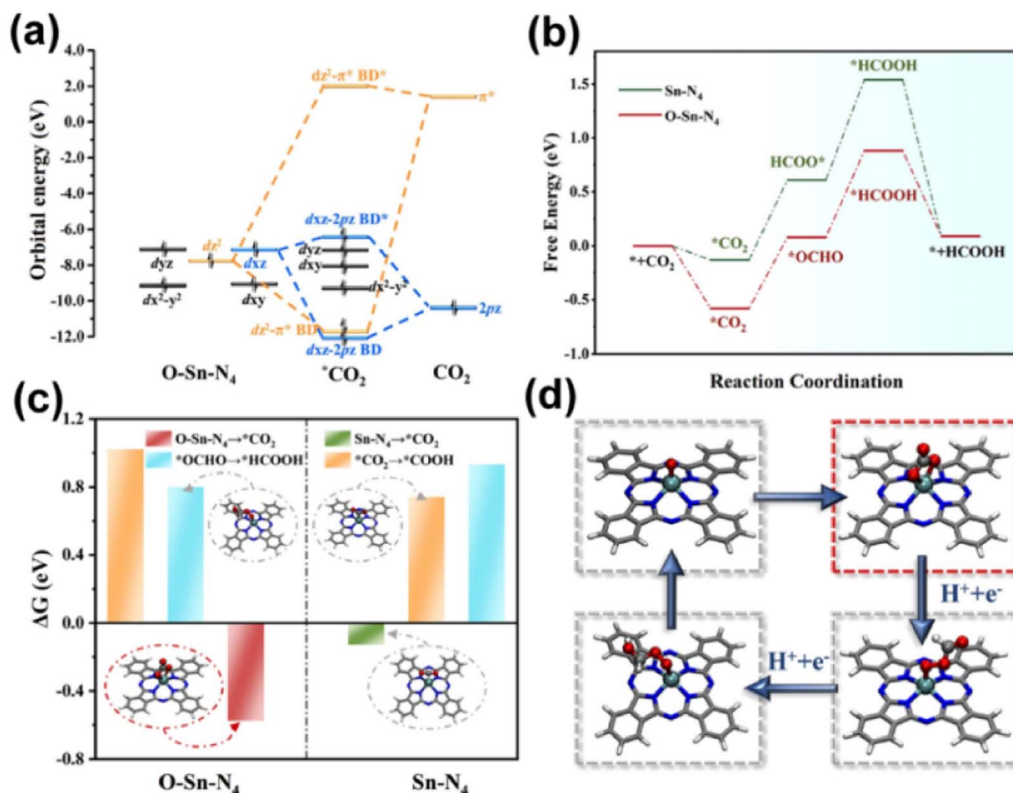 (a)
Orbital energy (eV)
4.0
2.0
0.0
-2.0
-4.0
-6.0
-8.0
-10.0
-12.0
dz²-π* BD*
π*
dxz-2pz BD*
dz²
dyz
dxz
dyz
dxy
dx²-y²
dxy
dx²-y²
2pz
dz²-π* BD
dxz-2pz BD
O-Sn-N₄
*CO₂
CO₂
(b)
Free Energy (eV)
1.5
1.0
0.5
0.0
-0.5
-1.0
Sn-N₄
O-Sn-N₄
*HCOOH
HCOO*
*HCOOH
*CO₂
*OCHO
*+CO₂
*+HCOOH
*CO₂
Reaction Coordination
(c)
ΔG (eV)
1.2
0.8
0.4
0.0
-0.4
-0.8
O-Sn-N₄→*CO₂
*OCHO→*HCOOH
Sn-N₄→*CO₂
*CO₂→*COOH
O-Sn-N₄
Sn-N₄
(d)
H⁺+e⁻
H⁺+e⁻